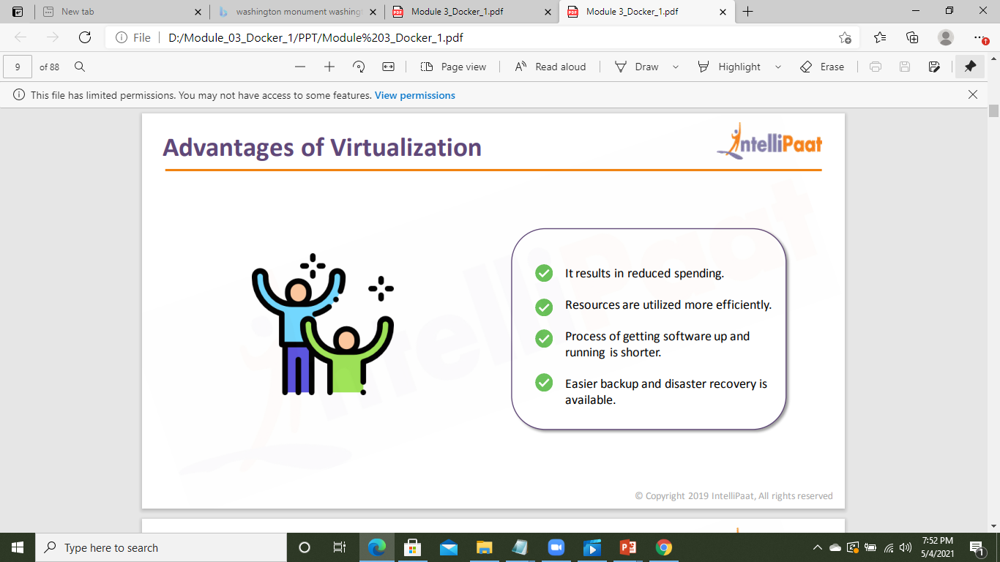 New tab
washington monument washing
Module 3_Docker_1.pdf
Module 3_Docker_1.pdf
File
D:/Module_03_Docker_1/PPT/Module%203_Docker_1.pdf
9 of 88
Page view
Read aloud
Draw
Highlight
Erase
This file has limited permissions. You may not have access to some features. View permissions
Advantages of Virtualization
IntelliPaat
It results in reduced spending.
Resources are utilized more efficiently.
Process of getting software up and
running is shorter.
Easier backup and disaster recovery is
available.
IntelliPaat
© Copyright 2019 IntelliPaat, All rights reserved
Type here to search
7:52 PM
5/4/2021
1